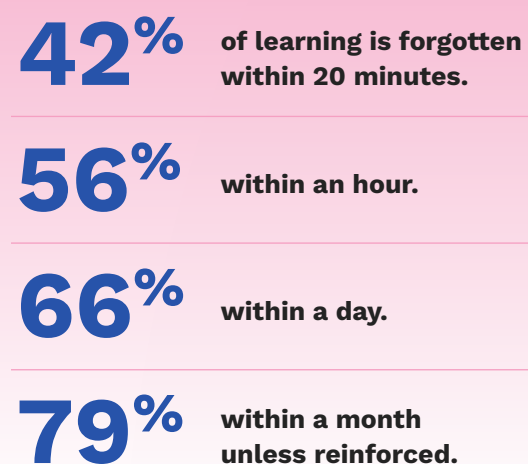 42% of learning is forgotten
within 20 minutes.
56% within an hour.
66% within a day.
79% within a month
unless reinforced.